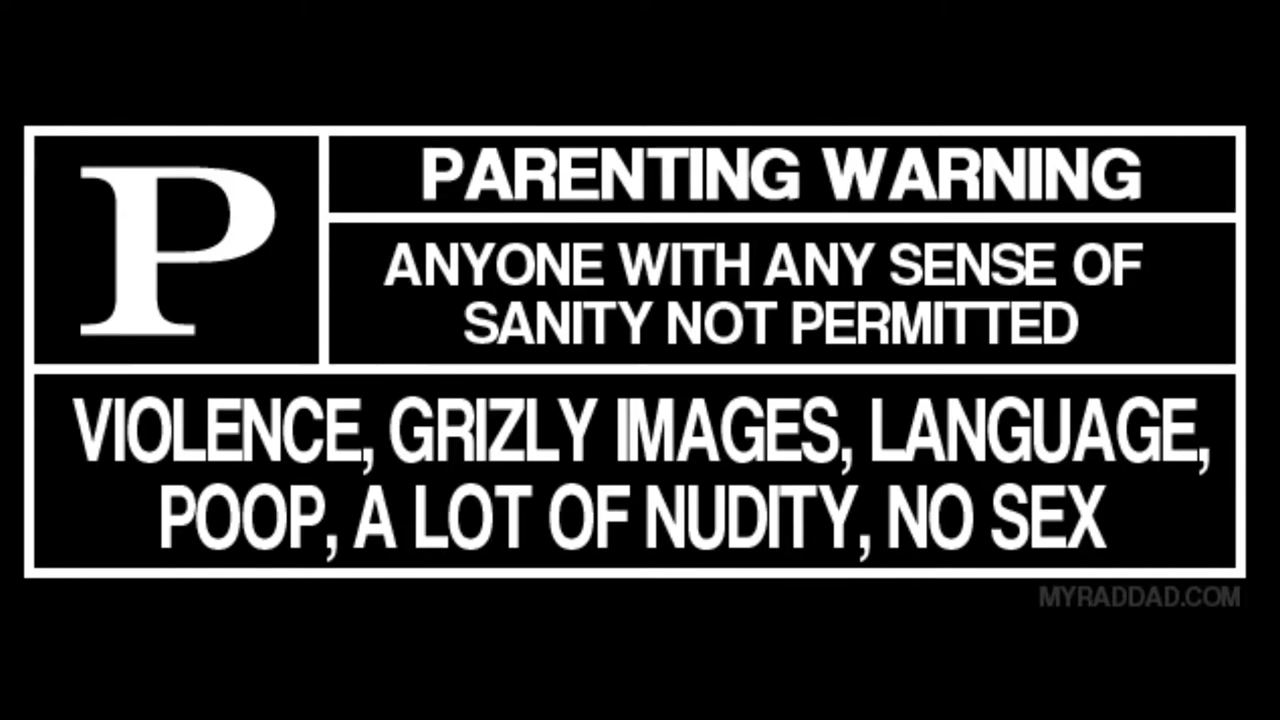 P
PARENTING WARNING
ANYONE WITH ANY SENSE OF
SANITY NOT PERMITTED
VIOLENCE, GRIZLY IMAGES, LANGUAGE,
POOP, A LOT OF NUDITY, NO SEX
MYRADDAD.COM